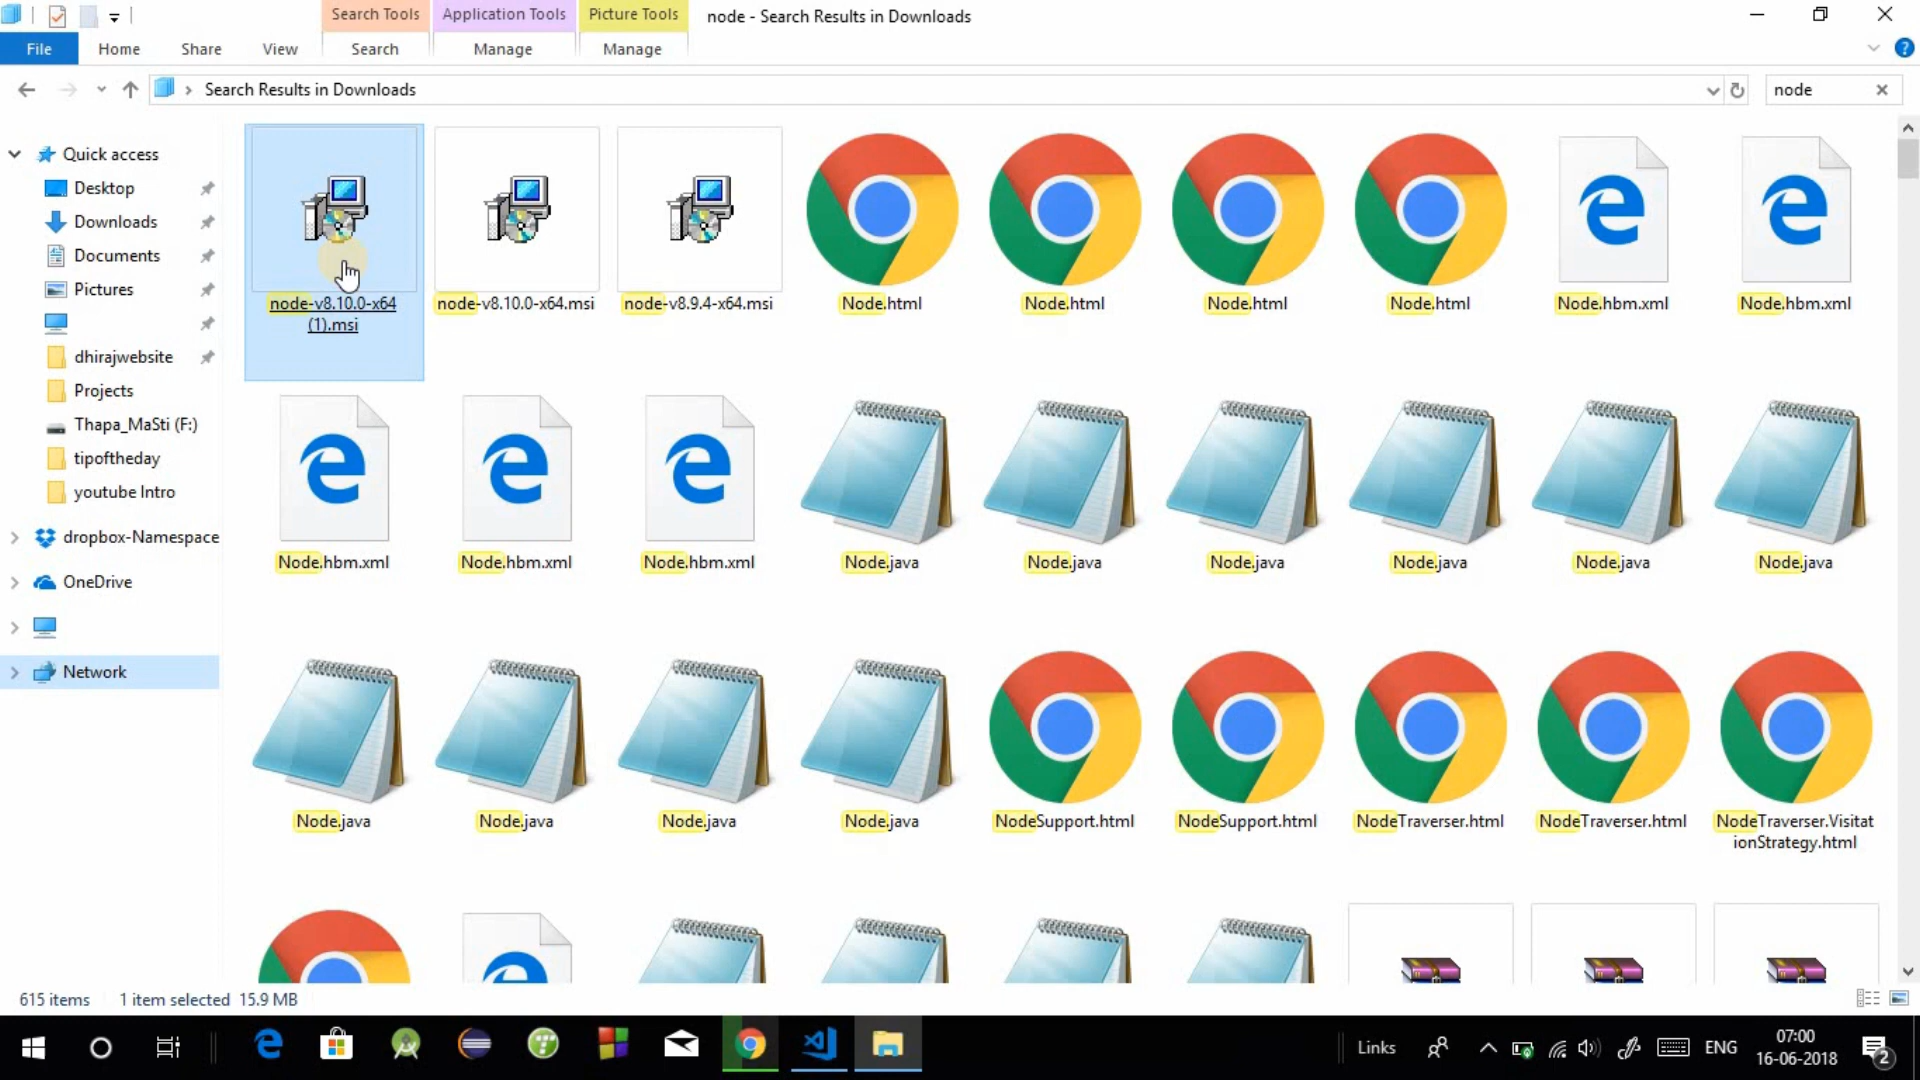 Search Tools
Application Tools
Picture Tools
node - Search Results in Downloads
File
Home
Share
View
Search
Manage
Manage
Search Results in Downloads
node
Quick access
Desktop
Downloads
Documents
Pictures
dhirajwebsite
Projects
Thapa_MaSti (F:)
tipoftheday
youtube Intro
dropbox-Namespace
OneDrive
Network
node-v8.10.0-x64
(1).msi
node-v8.10.0-x64.msi
node-v8.9.4-x64.msi
Node.html
Node.html
Node.html
Node.html
Node.hbm.xml
Node.hbm.xml
Node.hbm.xml
Node.hbm.xml
Node.hbm.xml
Node.java
Node.java
Node.java
Node.java
Node.java
Node.java
Node.java
Node.java
Node.java
Node.java
NodeSupport.html
NodeSupport.html
NodeTraverser.html
NodeTraverser.html
NodeTraverser.Visitat
ionStrategy.html
615 items
1 item selected 15.9 MB
Links
ENG
07:00
16-06-2018
2